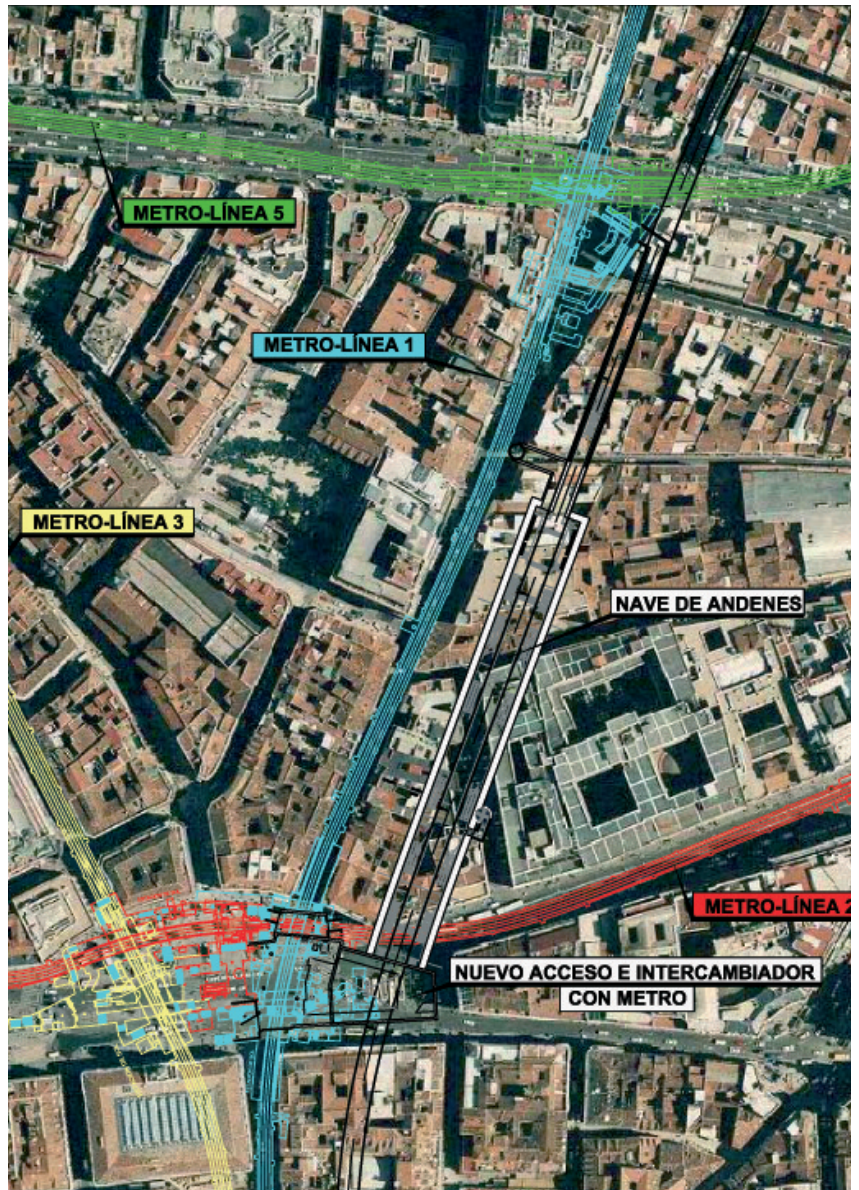 METRO-LÍNEA 5
METRO-LÍNEA 1
METRO-LÍNEA 3
NAVE DE ANDENES
METRO-LÍNEA 2
NUEVO ACCESO E INTERCAMBIADOR
CON METRO